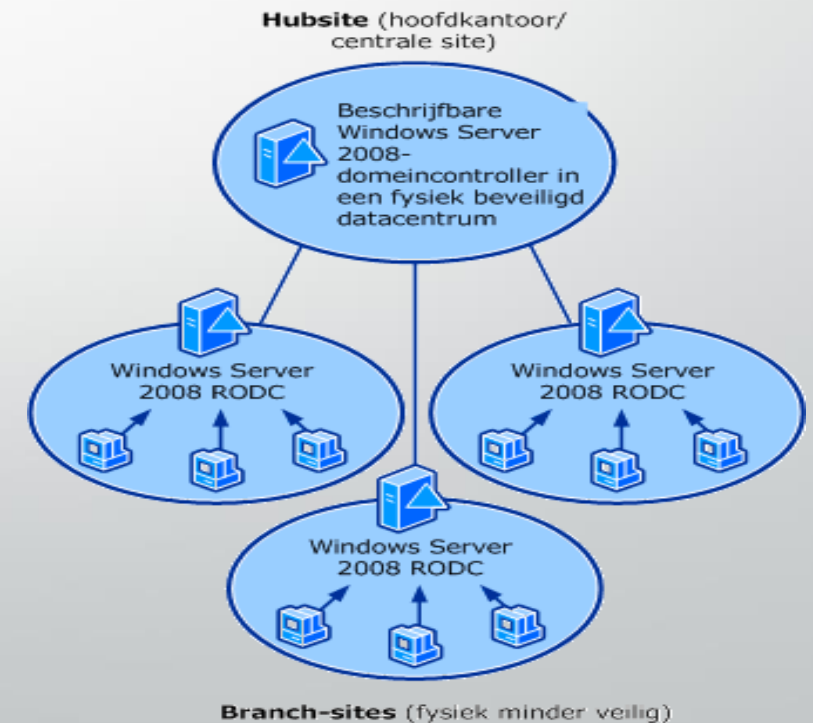 Hubsite (hoofdkantoor/
centrale site)
Beschrijfbare
Windows Server
2008-
domeincontroller in
een fysiek beveiligd
datacentrum
Windows Server
2008 RODC
Windows Server
2008 RODC
Windows Server
2008 RODC
Branch-sites (fysiek minder veilig)